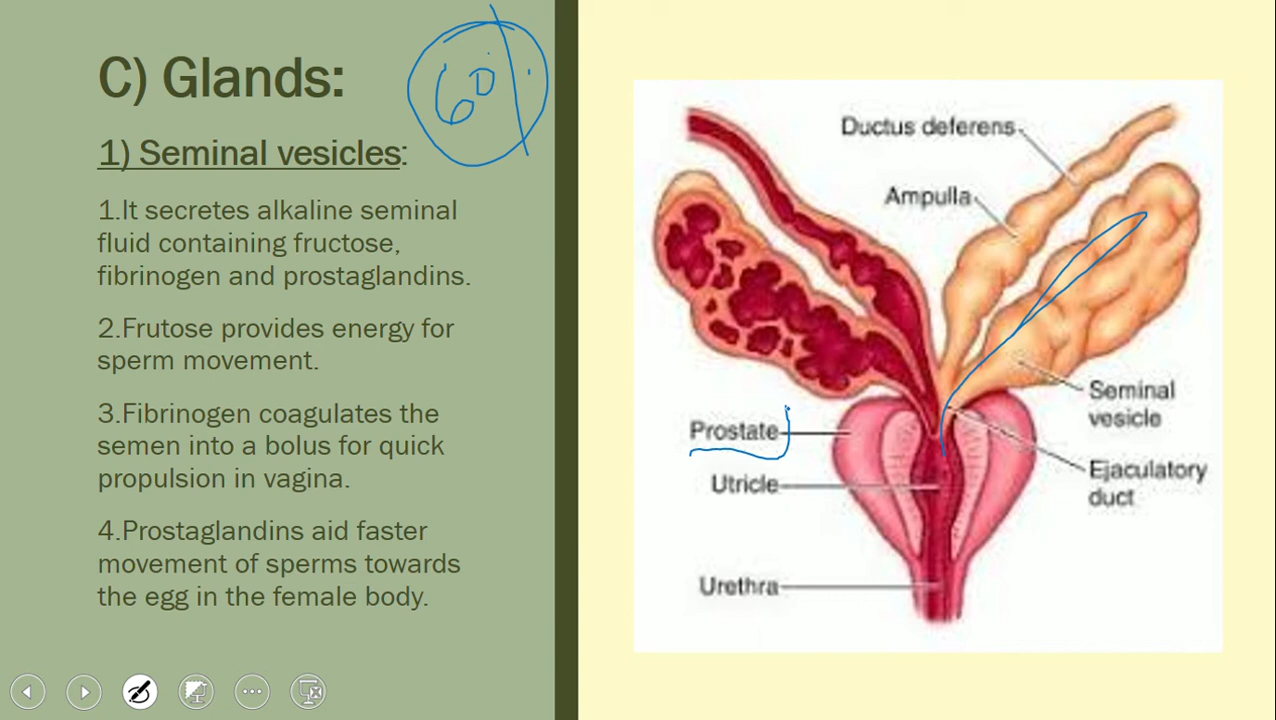 C) Glands:
60%
1) Seminal vesicles:
1.It secretes alkaline seminal
fluid containing fructose,
fibrinogen and prostaglandins.
2.Frutose provides energy for
sperm movement.
3.Fibrinogen coagulates the
semen into a bolus for quick
propulsion in vagina.
4.Prostaglandins aid faster
movement of sperms towards
the egg in the female body.
Ductus deferens
Ampulla
Seminal
vesicle
Prostate
Ejaculatory
duct
Utricle
Urethra